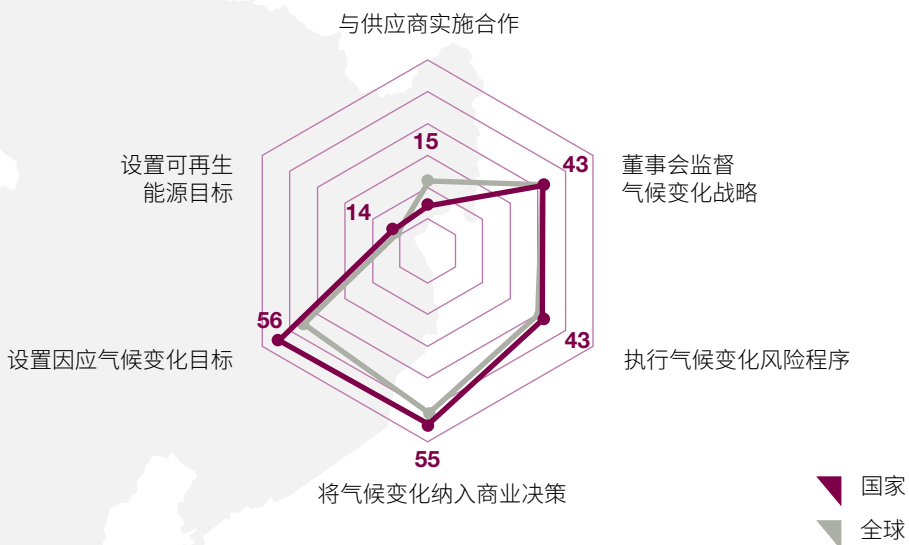 与供应商实施合作
15
43
设置可再生
能源目标
董事会监督
气候变化战略
14
56
43
设置因应气候变化目标
执行气候变化风险程序
55
将气候变化纳入商业决策
国家
全球